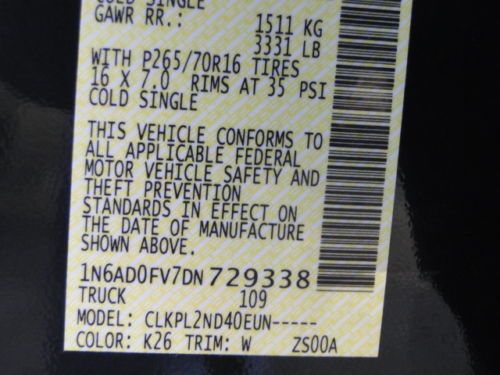 COLD SINGLE
GAWR RR.: 1511 KG
3331 LB
WITH P265/70R16 TIRES
16 X 7.0 RIMS AT 35 PSI
COLD SINGLE
THIS VEHICLE CONFORMS TO
ALL APPLICABLE FEDERAL
MOTOR VEHICLE SAFETY AND
THEFT PREVENTION
STANDARDS IN EFFECT ON
THE DATE OF MANUFACTURE
SHOWN ABOVE.
1N6AD0FV7DN729338
TRUCK 109
MODEL: CLKPL2ND40EUN-----
COLOR: K26 TRIM: W ZS00A